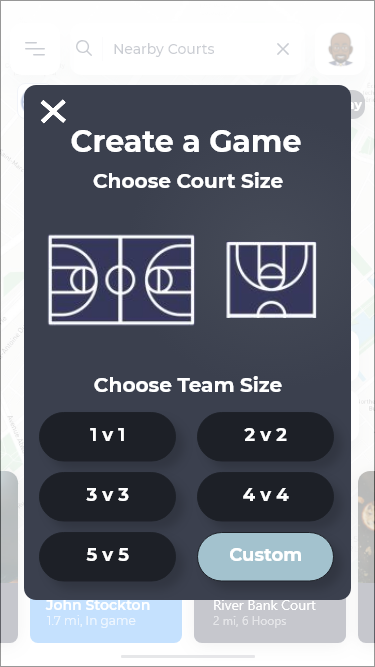 Nearby Courts
ay
Create a Game
Choose Court Size
Choose Team Size
1 v 1
2 v 2
3 v 3
4 v 4
5 v 5
Custom
John Stockton
1.7 mi, In game
River Bank Court
2 mi, 6 Hoops